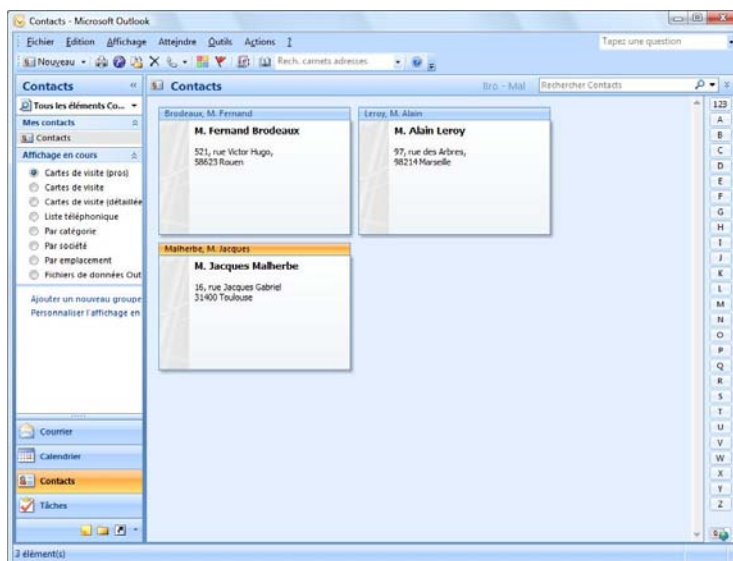 Contacts - Microsoft Outlook
Fichier Edition Affichage Atteindre Outils Actions ?
Tapez une question
Nouveau
Rech. carnets adresses
Contacts
Tous les éléments Co...
Mes contacts
Contacts
Affichage en cours
Cartes de visite (pros)
Cartes de visite
Cartes de visite (détaillée
Liste téléphonique
Par catégorie
Par société
Par emplacement
Fichiers de données Out
Ajouter un nouveau groupe
Personnaliser l'affichage en
Courrier
Calendrier
Contacts
Tâches
Contacts
Bro - Mal
Rechercher Contacts
Brodeaux, M. Fernand
M. Fernand Brodeaux
521, rue Victor Hugo,
58623 Rouen
Leroy, M. Alain
M. Alain Leroy
97, rue des Arbres,
98214 Marseille
Malherbe, M. Jacques
M. Jacques Malherbe
16, rue Jacques Gabriel
31400 Toulouse
123
A
B
C
D
E
F
G
H
I
J
K
L
M
N
O
P
Q
R
S
T
U
V
W
X
Y
Z
3 élément(s)